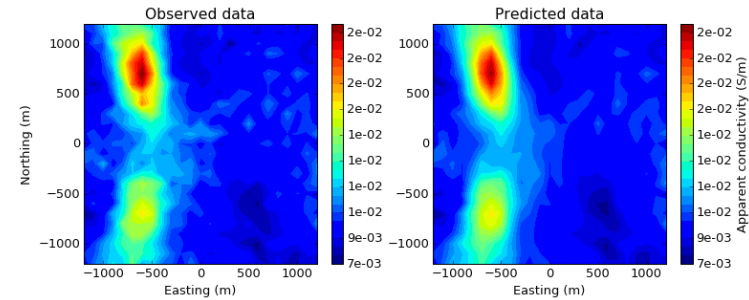 Observed data
Predicted data
1000
500
0
−500
−1000
Northing (m)
−1000
−500
0
500
1000
Easting (m)
2e-02
2e-02
2e-02
2e-02
1e-02
1e-02
1e-02
1e-02
9e-03
7e-03
1000
500
0
−500
−1000
−1000
−500
0
500
1000
Easting (m)
2e-02
2e-02
2e-02
2e-02
1e-02
1e-02
1e-02
1e-02
9e-03
7e-03
Apparent conductivity (S/m)